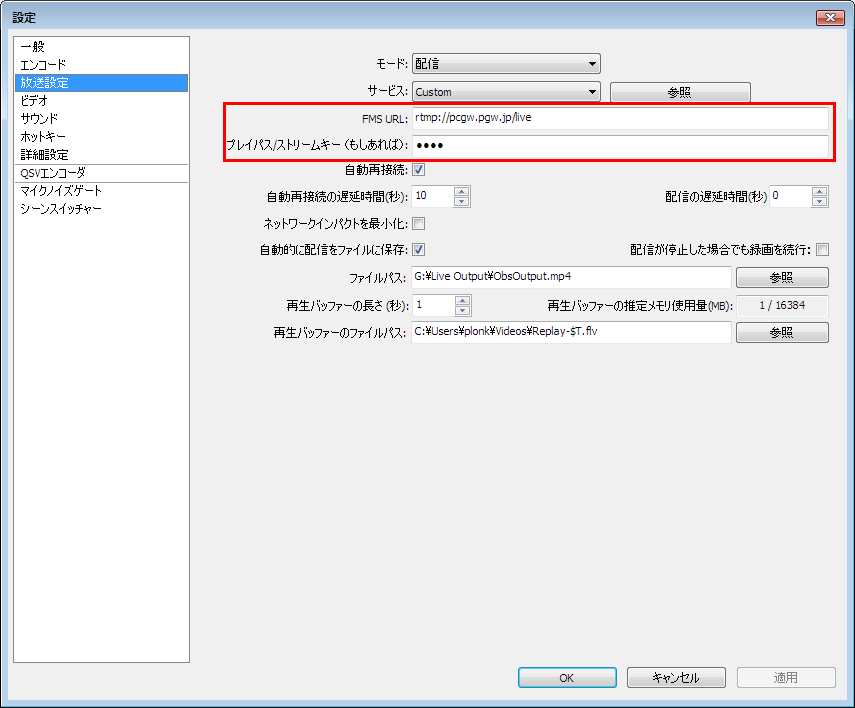 設定
一般
エンコード
放送設定
ビデオ
サウンド
ホットキー
詳細設定
QSVエンコーダ
マイクノイズゲート
シーンスイッチャー
モード: 配信
サービス: Custom 参照
FMS URL: rtmp://pcgw.pgw.jp/live
プレイパス/ストリームキー (もしあれば): ●●●●
自動再接続:
自動再接続の遅延時間(秒): 10 配信の遅延時間(秒) 0
ネットワークインパクトを最小化:
自動的に配信をファイルに保存: 配信が停止した場合でも録画を続行:
ファイルパス: G:¥Live Output¥ObsOutput.mp4 参照
再生バッファーの長さ (秒): 1 再生バッファーの推定メモリ使用量(MB): 1 / 16384
再生バッファーのファイルパス: C:¥Users¥plonk¥Videos¥Replay-$T.flv 参照
OK キャンセル 適用